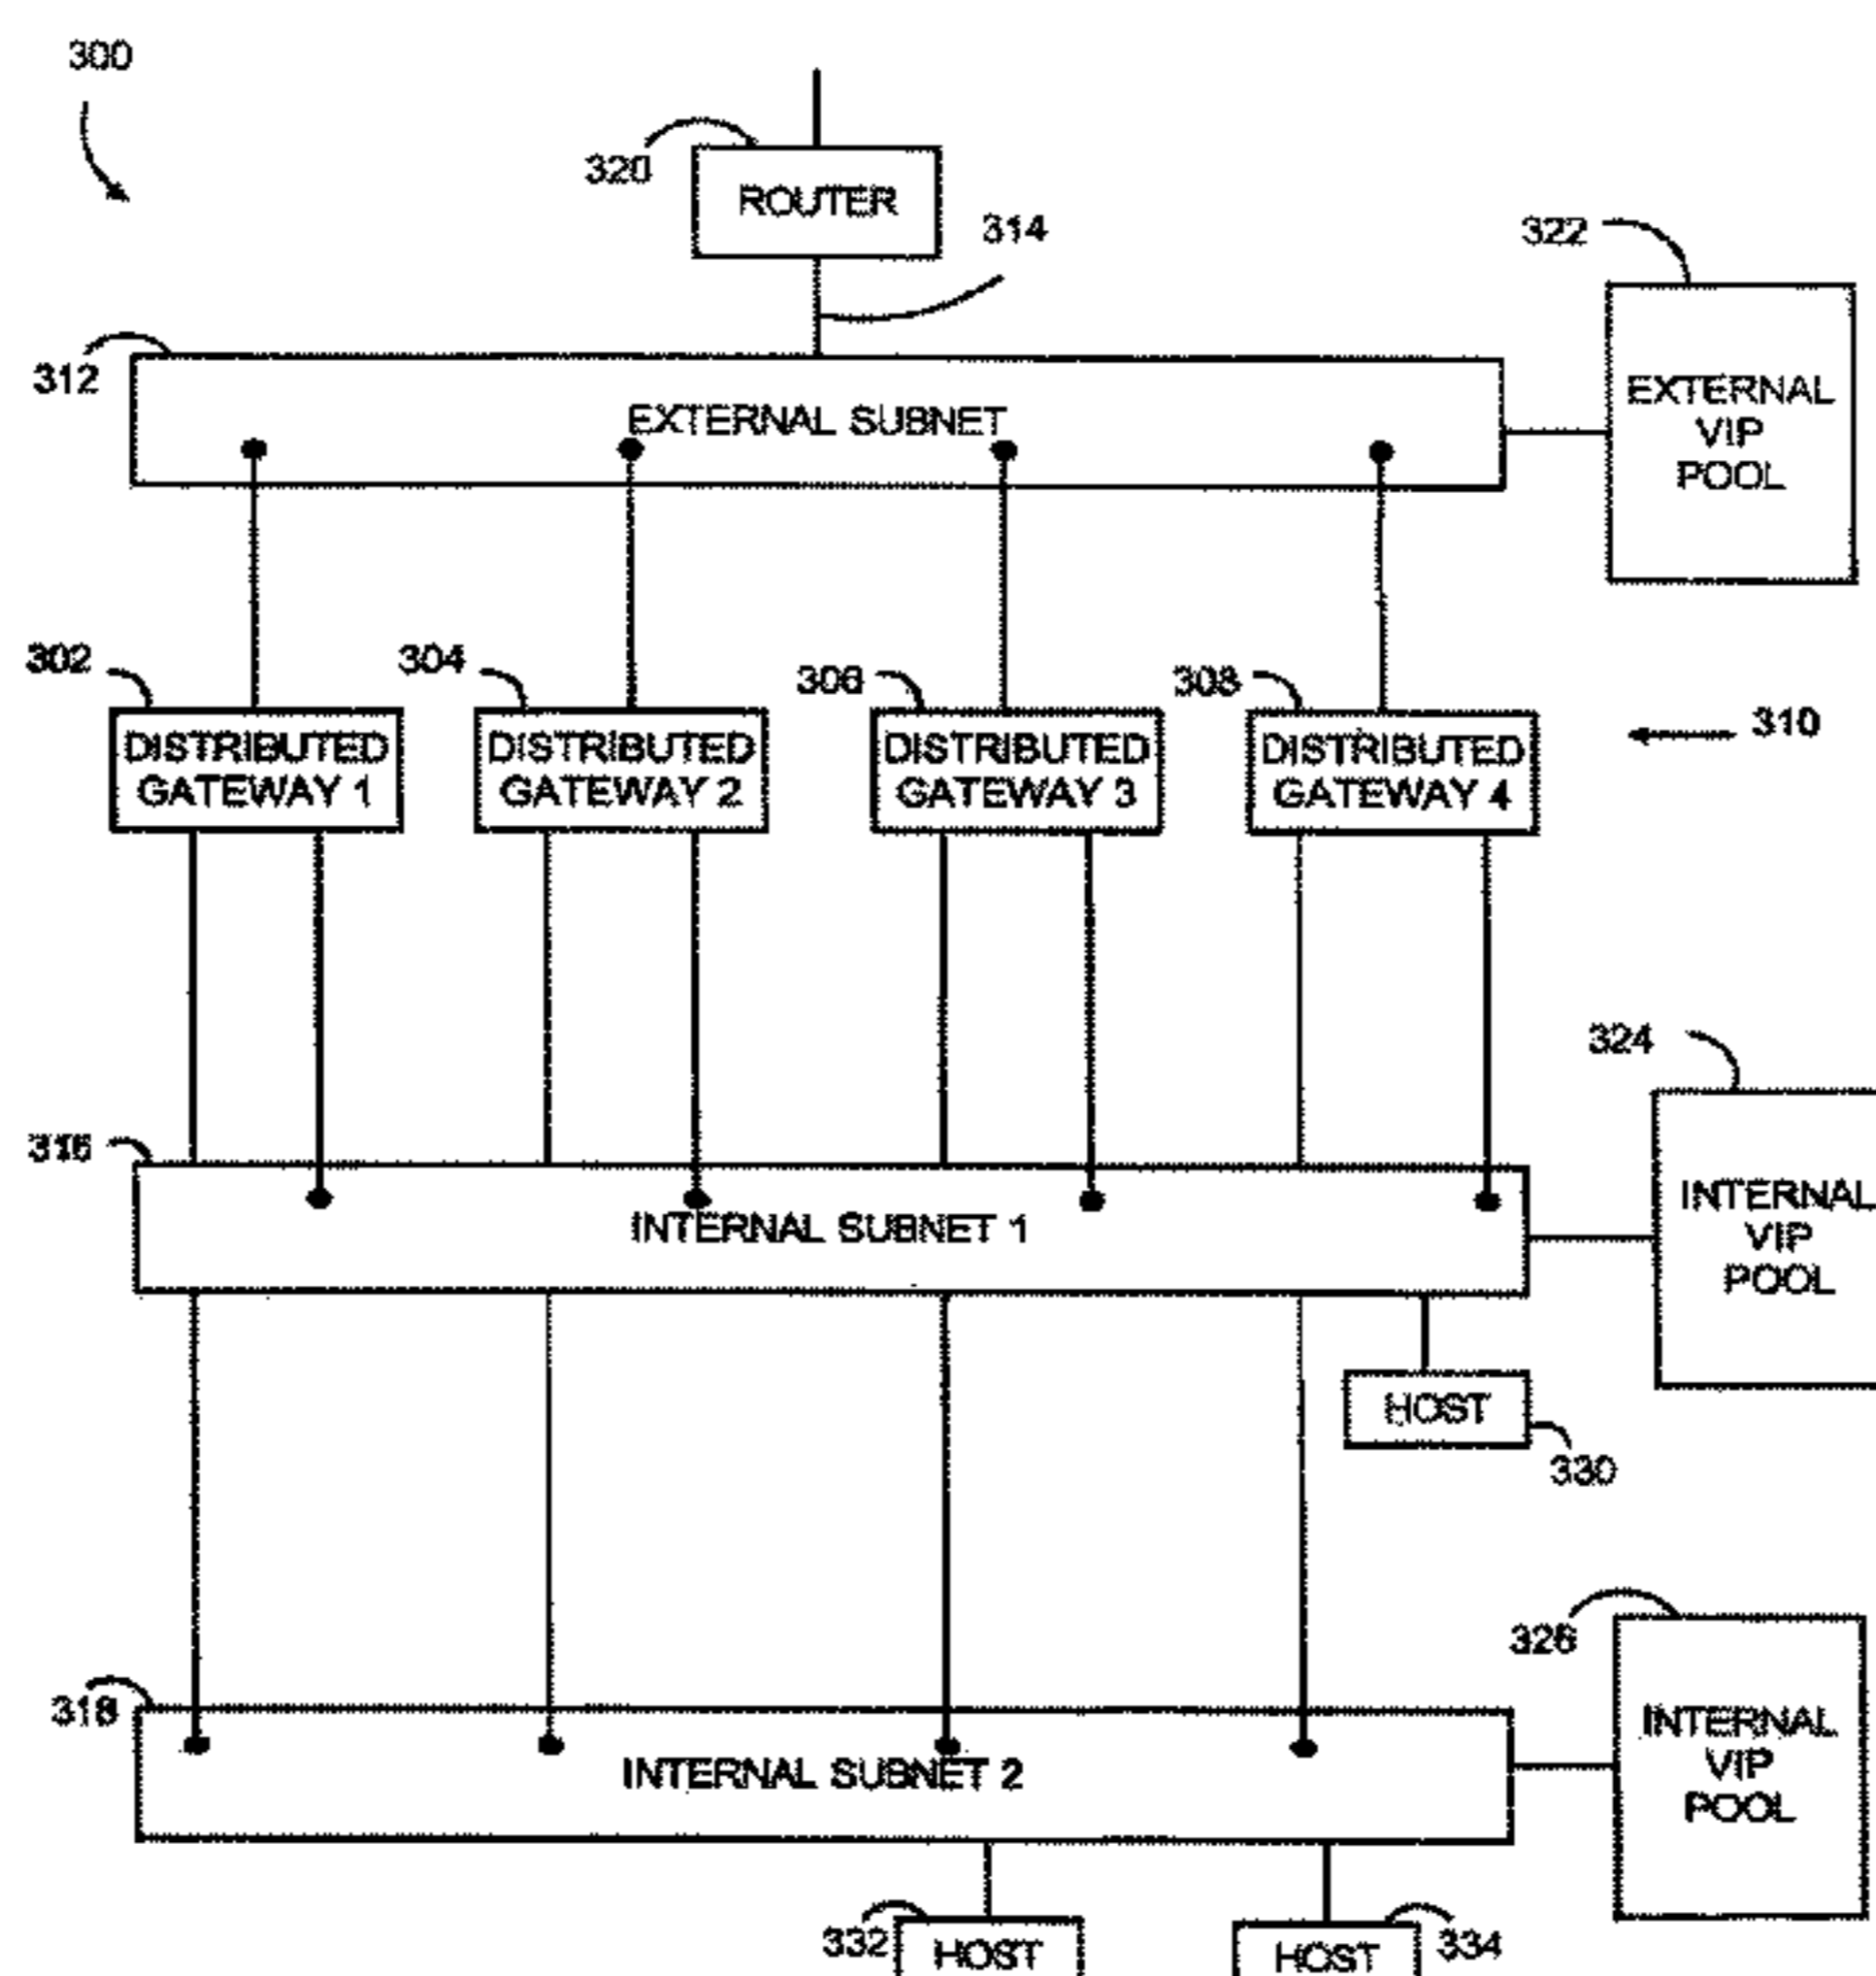 300
320
ROUTER
314
322
312
EXTERNAL SUBNET
EXTERNAL
VIP
POOL
302
304
306
308
310
DISTRIBUTED
GATEWAY 1
DISTRIBUTED
GATEWAY 2
DISTRIBUTED
GATEWAY 3
DISTRIBUTED
GATEWAY 4
324
316
INTERNAL SUBNET 1
INTERNAL
VIP
POOL
HOST
330
326
318
INTERNAL SUBNET 2
INTERNAL
VIP
POOL
332
HOST
HOST
334